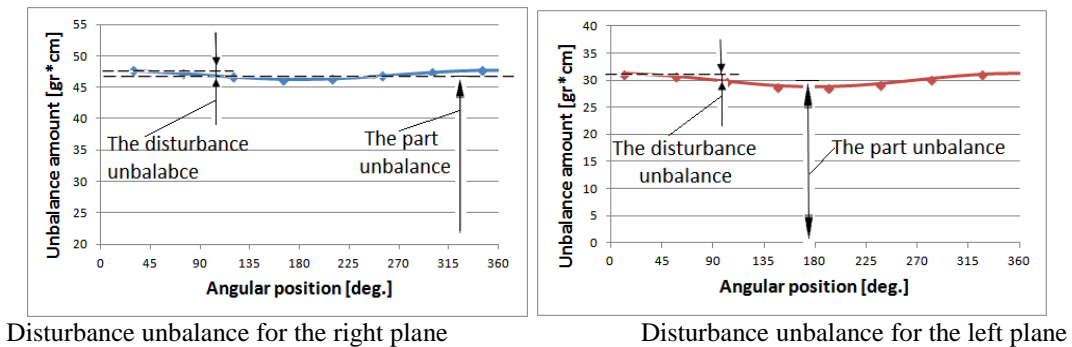 Unbalance amount [gr*cm]
55
50
45
40
35
30
25
20
The disturbance
unbalabce
The part
unbalance
0 45 90 135 180 225 270 315 360
Angular position [deg.]
Disturbance unbalance for the right plane
Unbalance amount [gr*cm]
40
35
30
25
20
15
10
5
0
The disturbance
unbalance
The part unbalance
0 45 90 135 180 225 270 315 360
Angular position [deg.]
Disturbance unbalance for the left plane